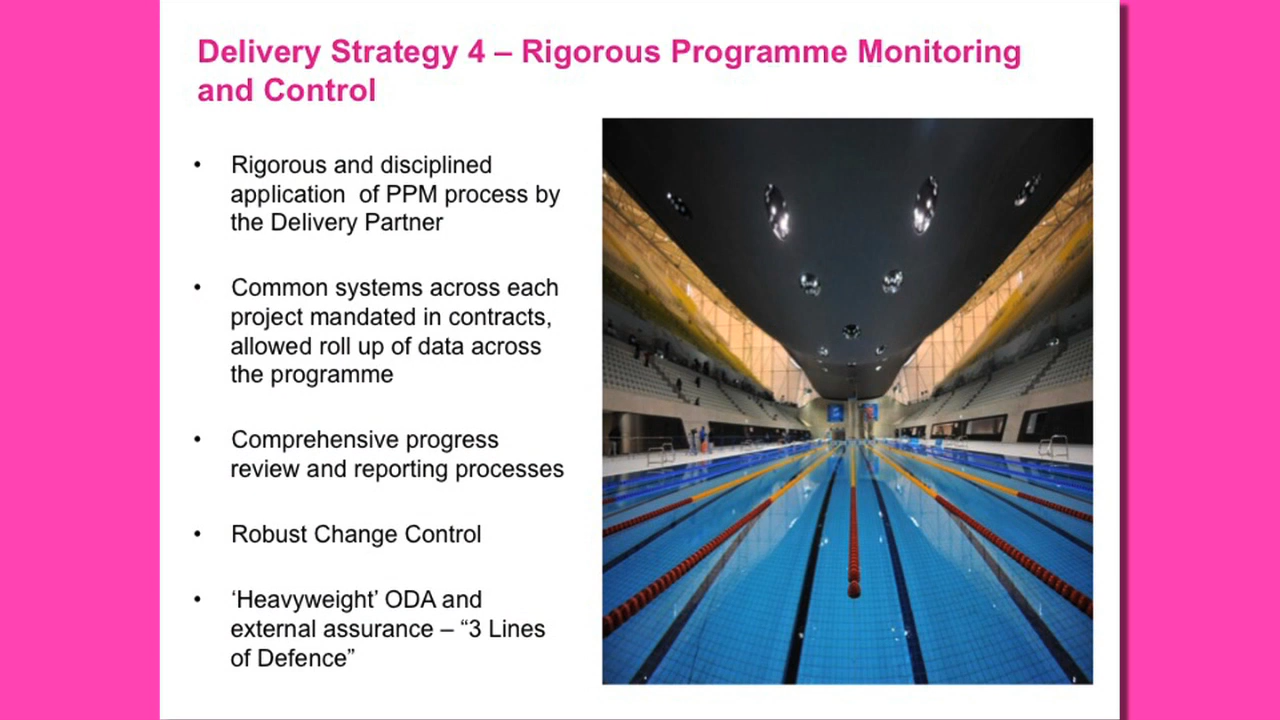 Delivery Strategy 4 – Rigorous Programme Monitoring
and Control
• Rigorous and disciplined
application  of PPM process by
the Delivery Partner
• Common systems across each
project mandated in contracts,
allowed roll up of data across
the programme
• Comprehensive progress
review and reporting processes
• Robust Change Control
• ‘Heavyweight’ ODA and
external assurance – “3 Lines
of Defence”